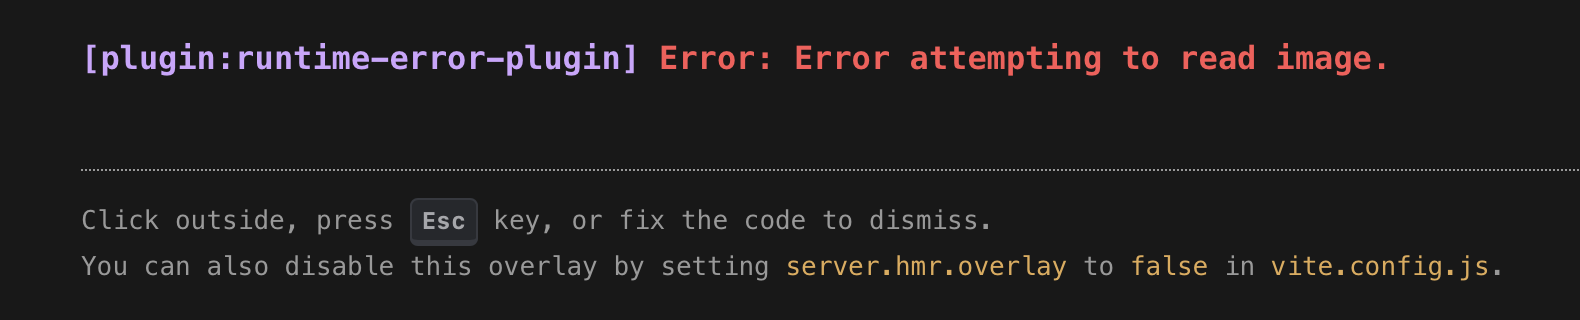 [plugin:runtime-error-plugin] Error: Error attempting to read image.
Click outside, press Esc key, or fix the code to dismiss.
You can also disable this overlay by setting server.hmr.overlay to false in vite.config.js.